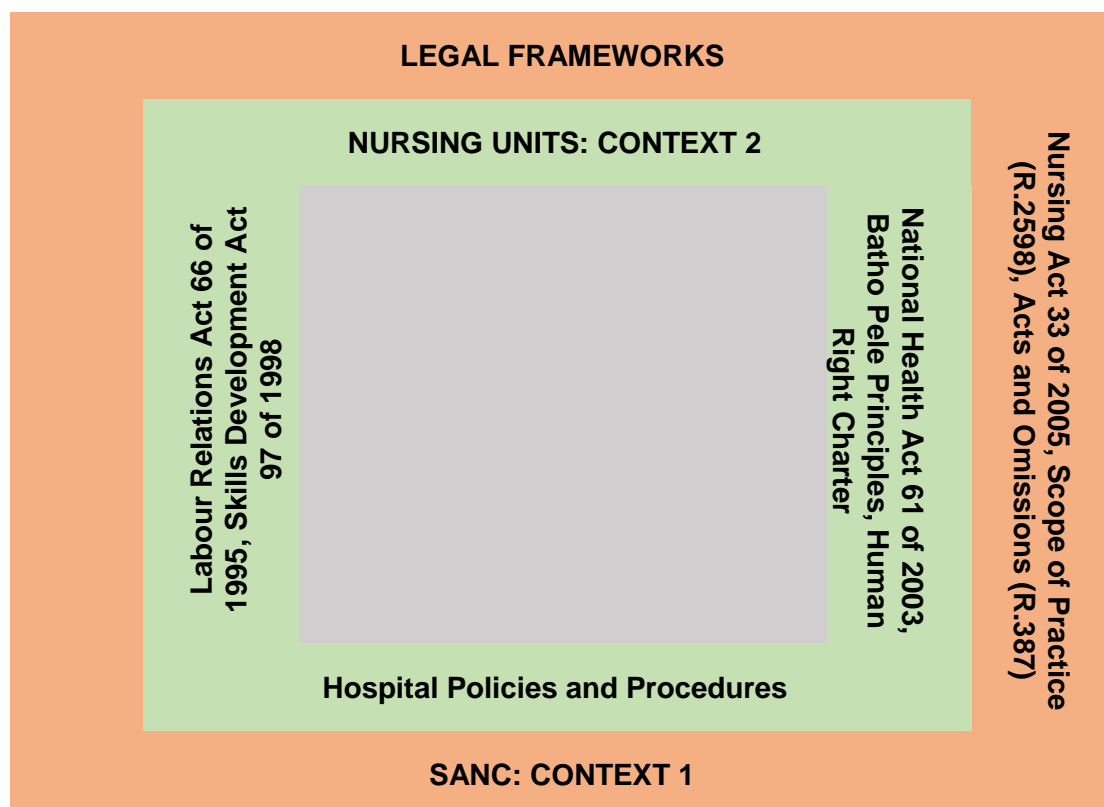 LEGAL FRAMEWORKS
NURSING UNITS: CONTEXT 2
Labour Relations Act 66 of
1995, Skills Development Act
97 of 1998
National Health Act 61 of 2003,
Batho Pele Principles, Human
Right Charter
Nursing Act 33 of 2005, Scope of Practice
(R.2598), Acts and Omissions (R.387)
Hospital Policies and Procedures
SANC: CONTEXT 1